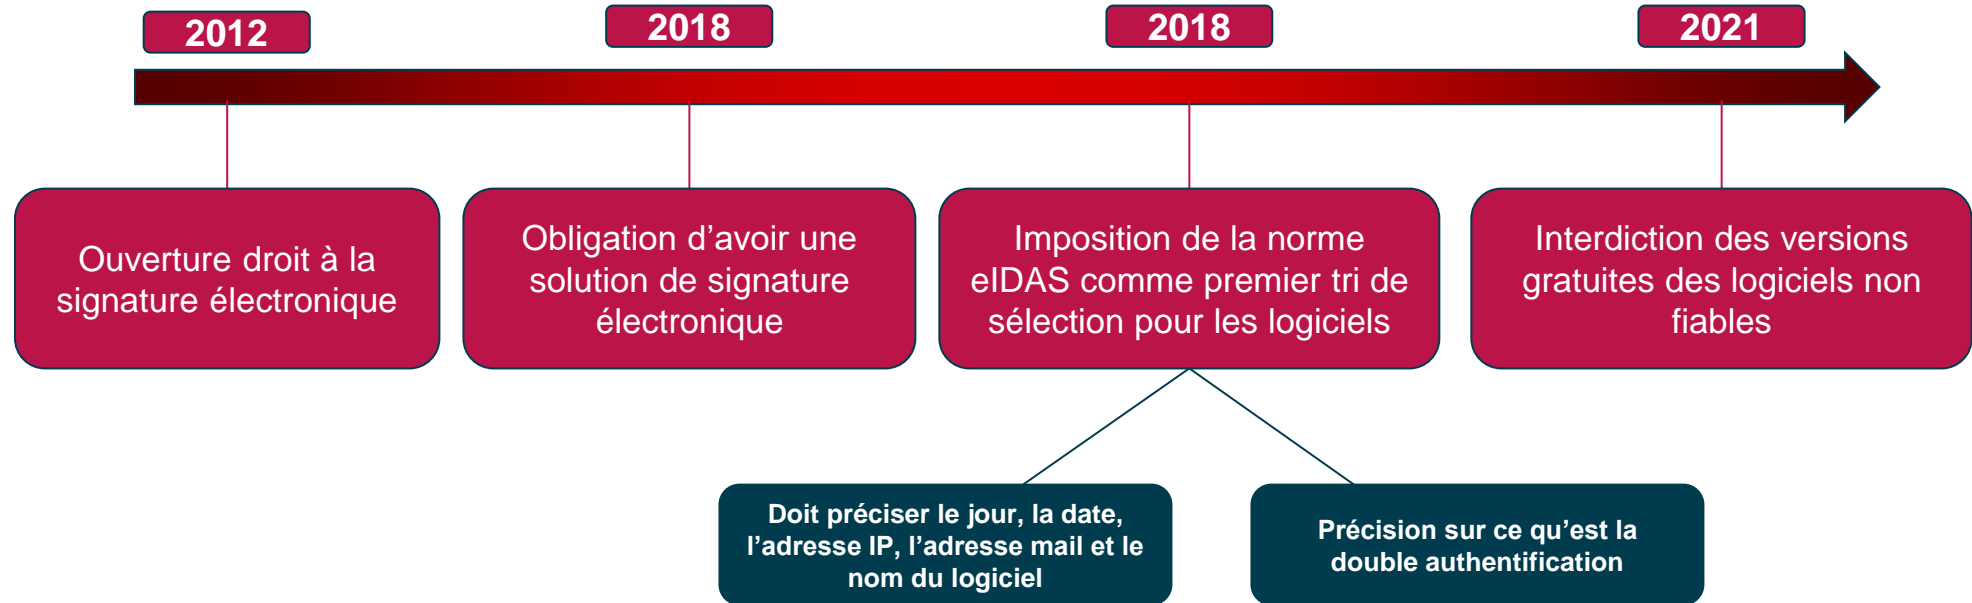 2012
2018
2018
2021
Ouverture droit à la
signature électronique
Obligation d’avoir une
solution de signature
électronique
Imposition de la norme
eIDAS comme premier tri de
sélection pour les logiciels
Interdiction des versions
gratuites des logiciels non
fiables
Doit préciser le jour, la date,
l’adresse IP, l’adresse mail et le
nom du logiciel
Précision sur ce qu’est la
double authentification